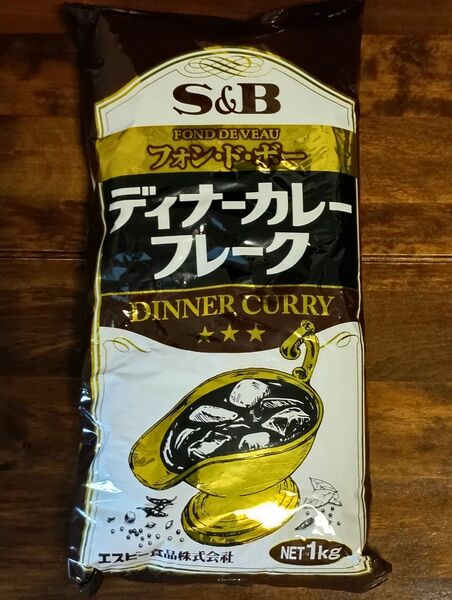 S&B
FOND DE VEAU
フォン・ド・ボー
ディナーカレー
フレーク
DINNER CURRY
エスビー食品株式会社
NET 1kg